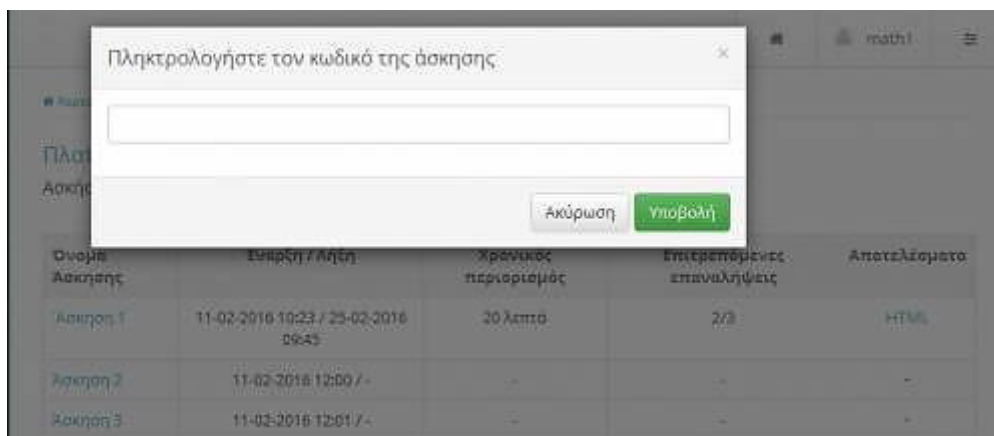 Πληκτρολογήστε τον κωδικό της άσκησης
×
math1
Ακύρωση
Υποβολή
Όνομα Άσκησης
Έναρξη / Λήξη
Χρονικός περιορισμός
Επιτρεπόμενες επαναλήψεις
Αποτελέσματα
Άσκηση 1
11-02-2016 10:23 / 25-02-2016
09:45
20 λεπτά
2/3
HTML
Άσκηση 2
11-02-2016 12:00 / -
-
-
-
Άσκηση 3
11-02-2016 12:01 / -
-
-
-